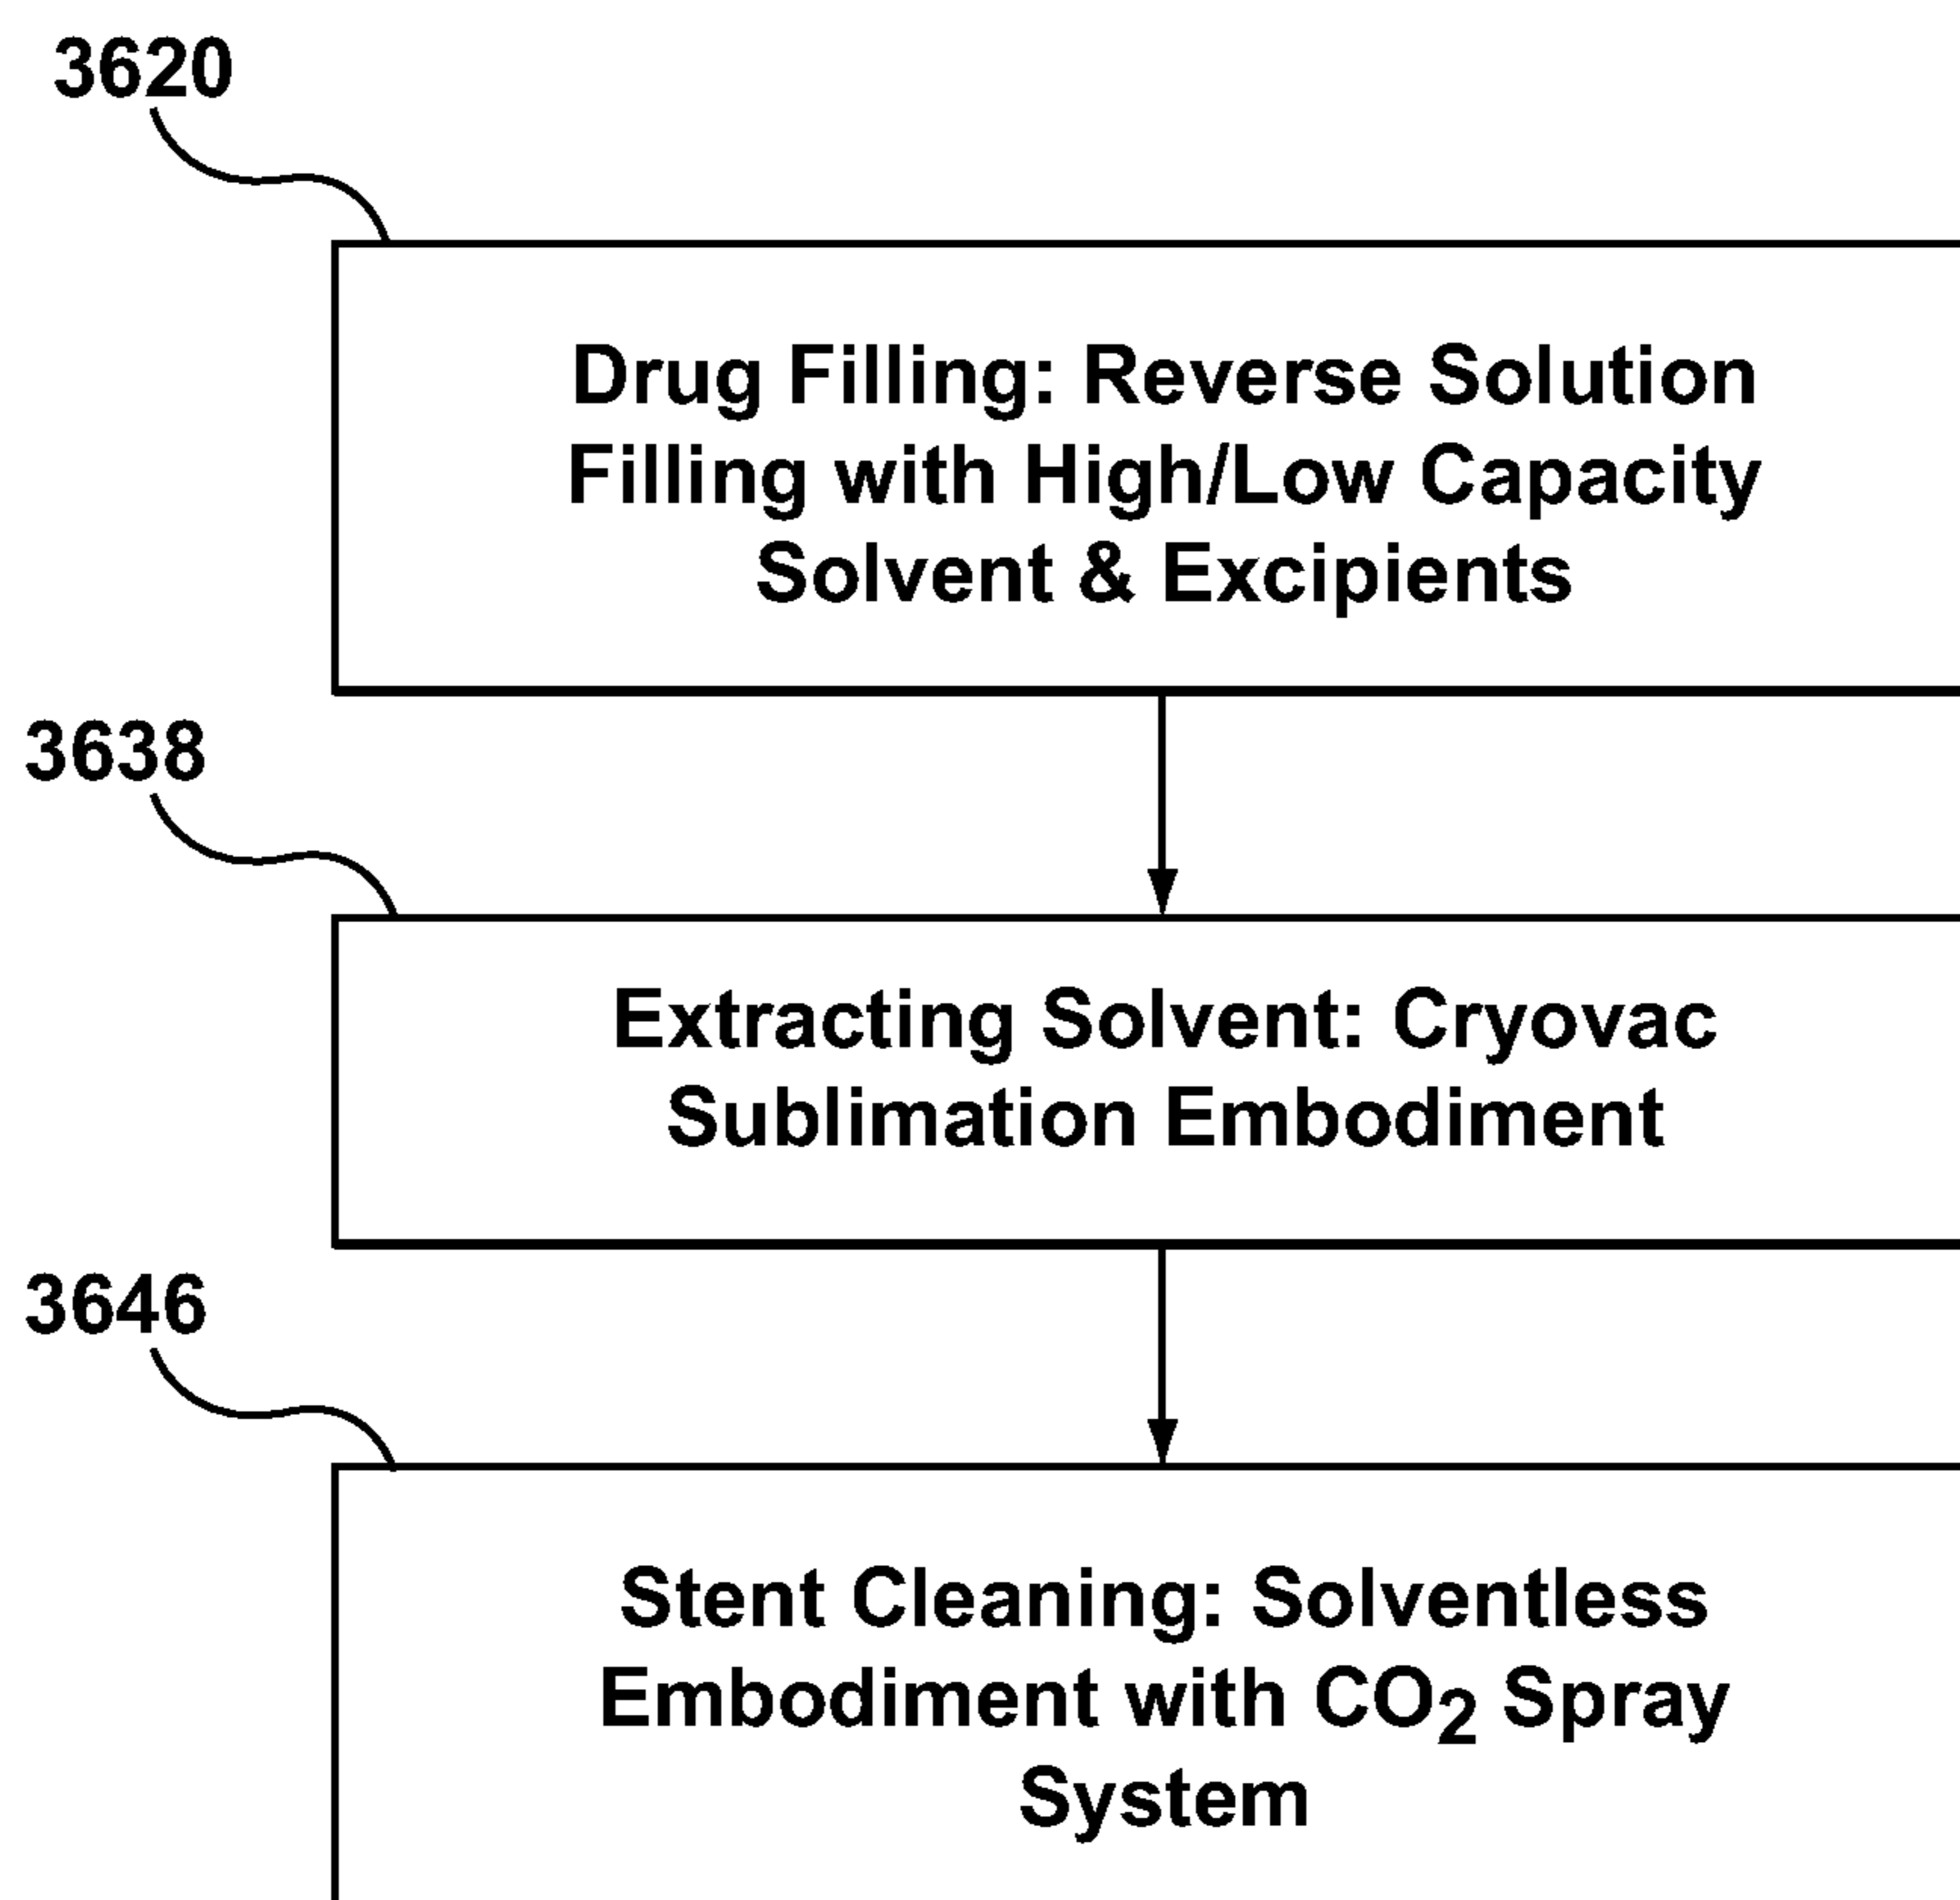 3620
Drug Filling: Reverse Solution
Filling with High/Low Capacity
Solvent & Excipients
3638
Extracting Solvent: Cryovac
Sublimation Embodiment
3646
Stent Cleaning: Solventless
Embodiment with CO₂ Spray
System